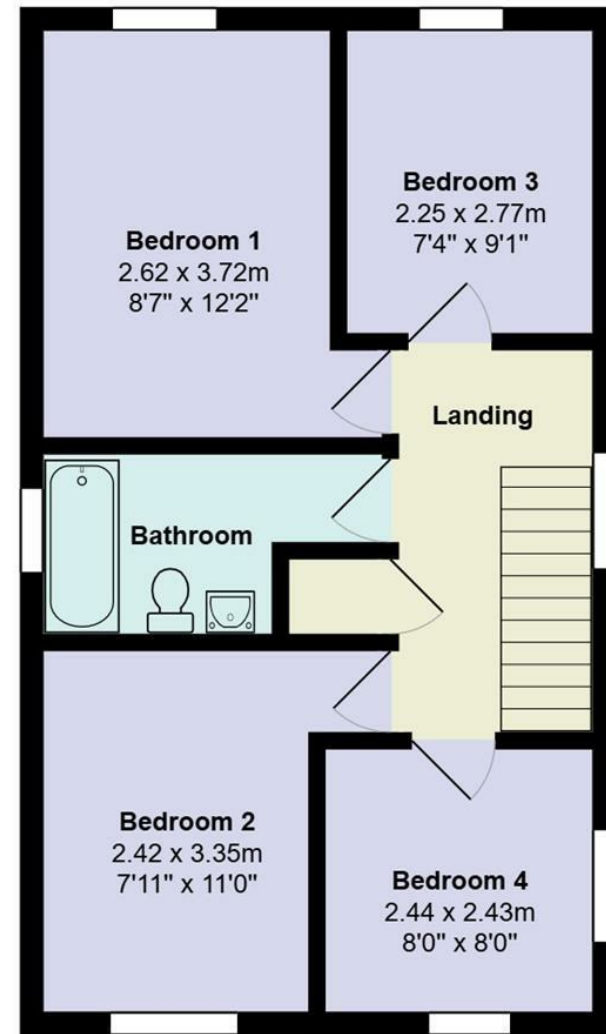 Bedroom 1
2.62 x 3.72m
8'7" x 12'2"
Bedroom 3
2.25 x 2.77m
7'4" x 9'1"
Landing
Bathroom
Bedroom 2
2.42 x 3.35m
7'11" x 11'0"
Bedroom 4
2.44 x 2.43m
8'0" x 8'0"